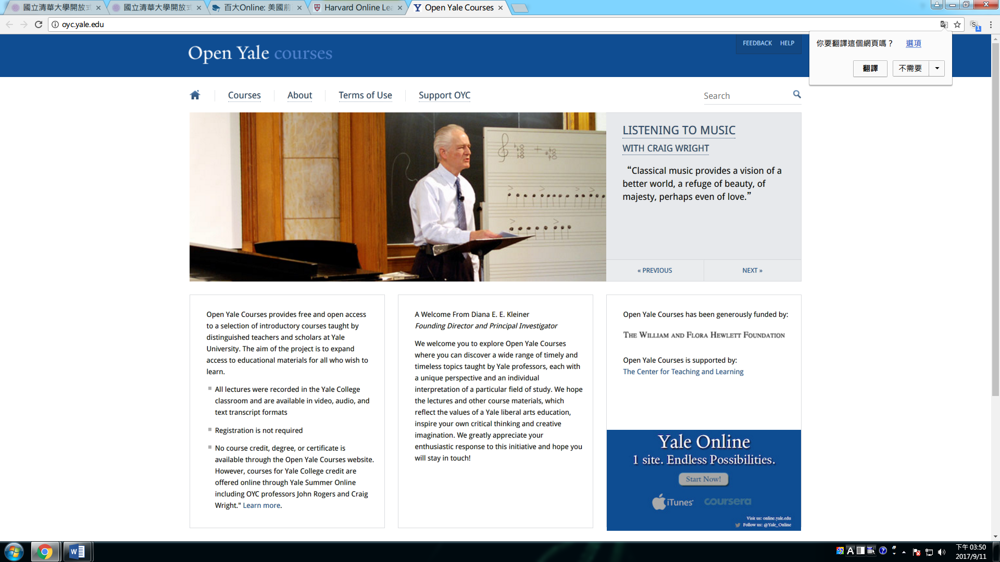 國立清華大學開放式
國立清華大學開放式
百大Online: 美國前
Harvard Online Lea
Open Yale Courses
oyc.yale.edu
你要翻譯這個網頁嗎？ 選項
翻譯 不需要
Open Yale courses
FEEDBACK HELP
Courses About Terms of Use Support OYC
Search
LISTENING TO MUSIC
WITH CRAIG WRIGHT
“Classical music provides a vision of a
better world, a refuge of beauty, of
majesty, perhaps even of love.”
« PREVIOUS NEXT »
Open Yale Courses provides free and open access
to a selection of introductory courses taught by
distinguished teachers and scholars at Yale
University. The aim of the project is to expand
access to educational materials for all who wish to
learn.
All lectures were recorded in the Yale College
classroom and are available in video, audio, and
text transcript formats
Registration is not required
No course credit, degree, or certificate is
available through the Open Yale Courses website.
However, courses for Yale College credit are
offered online through Yale Summer Online
including OYC professors John Rogers and Craig
Wright." Learn more.
A Welcome From Diana E. E. Kleiner
Founding Director and Principal Investigator
We welcome you to explore Open Yale Courses
where you can discover a wide range of timely and
timeless topics taught by Yale professors, each with
a unique perspective and an individual
interpretation of a particular field of study. We hope
the lectures and other course materials, which
reflect the values of a Yale liberal arts education,
inspire your own critical thinking and creative
imagination. We greatly appreciate your
enthusiastic response to this initiative and hope you
will stay in touch!
Open Yale Courses has been generously funded by:
THE WILLIAM AND FLORA HEWLETT FOUNDATION
Open Yale Courses is supported by:
The Center for Teaching and Learning
Yale Online
1 site. Endless Possibilities.
Start Now!
iTunes coursera
Visit us: online.yale.edu
Follow us: @Yale_Online
下午 03:50
2017/9/11